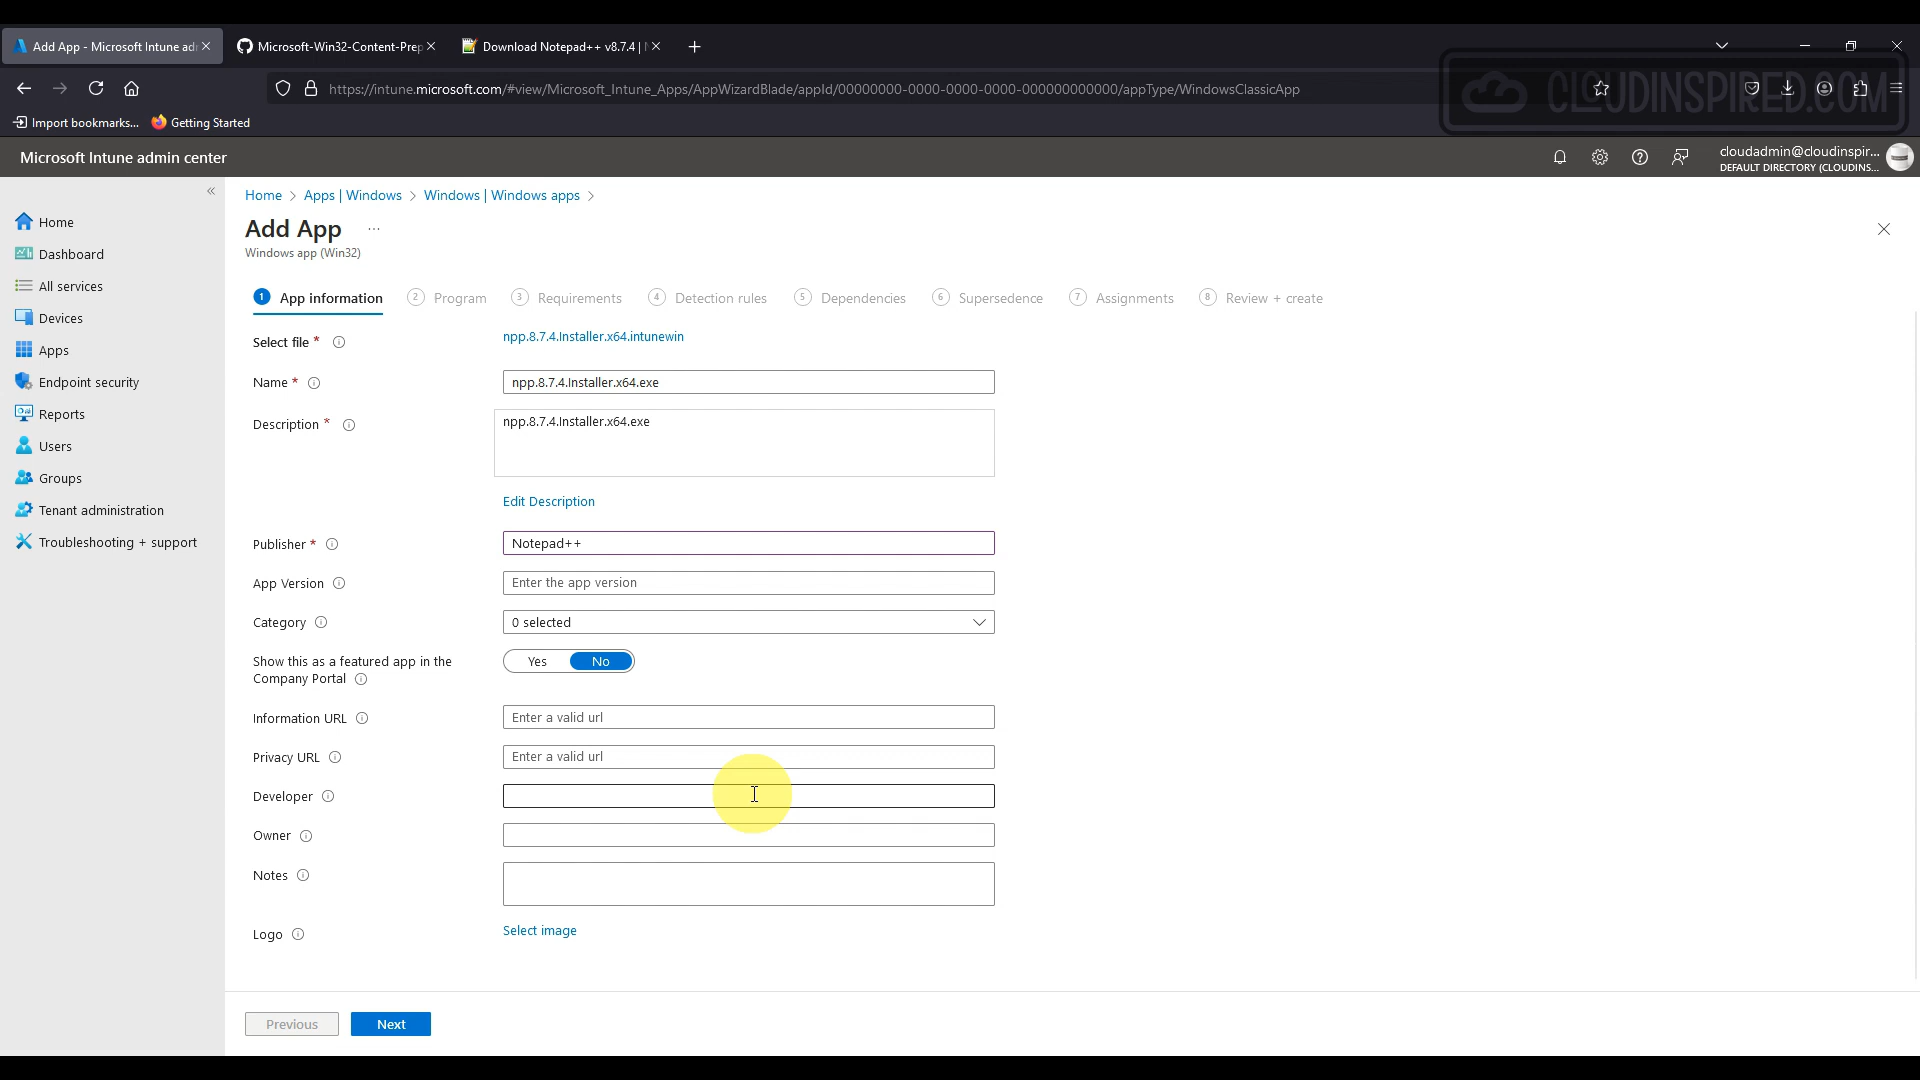 Add App - Microsoft Intune ad
Microsoft-Win32-Content-Prep
Download Notepad++ v8.7.4 |
https://intune.microsoft.com/#view/Microsoft_Intune_Apps/AppWizardBlade/appId/00000000-0000-0000-0000-000000000000/appType/WindowsClassicApp
CLOUDINSPIRED.COM
Import bookmarks...
Getting Started
Microsoft Intune admin center
cloudadmin@cloudinspir...
DEFAULT DIRECTORY (CLOUDINS...
Home > Apps | Windows > Windows | Windows apps >
Add App ...
Windows app (Win32)
Home
Dashboard
All services
Devices
Apps
Endpoint security
Reports
Users
Groups
Tenant administration
Troubleshooting + support
1 App information
2 Program
3 Requirements
4 Detection rules
5 Dependencies
6 Supersedence
7 Assignments
8 Review + create
Select file * npp.8.7.4.Installer.x64.intunewin
Name * npp.8.7.4.Installer.x64.exe
Description * npp.8.7.4.Installer.x64.exe
Edit Description
Publisher * Notepad++
App Version Enter the app version
Category 0 selected
Show this as a featured app in the
Company Portal
Yes No
Information URL Enter a valid url
Privacy URL Enter a valid url
Developer
Owner
Notes
Logo Select image
Previous Next